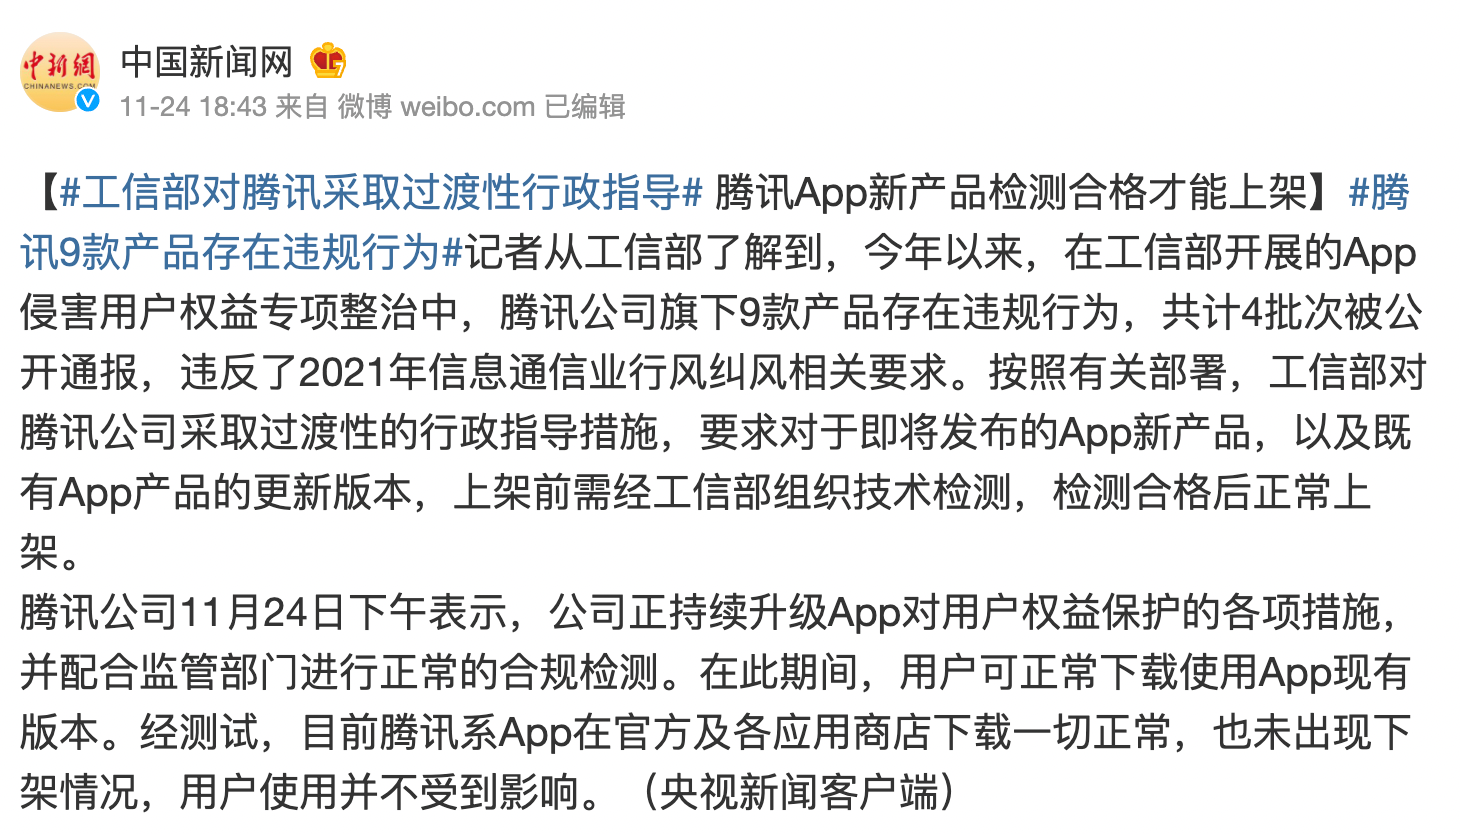 中新網
CHINANEWS.COM
中国新闻网
7
11-24 18:43 来自 微博 weibo.com 已编辑
【#工信部对腾讯采取过渡性行政指导# 腾讯App新产品检测合格才能上架】#腾
讯9款产品存在违规行为#记者从工信部了解到，今年以来，在工信部开展的App
侵害用户权益专项整治中，腾讯公司旗下9款产品存在违规行为，共计4批次被公
开通报，违反了2021年信息通信业行风纠风相关要求。按照有关部署，工信部对
腾讯公司采取过渡性的行政指导措施，要求对于即将发布的App新产品，以及既
有App产品的更新版本，上架前需经工信部组织技术检测，检测合格后正常上
架。
腾讯公司11月24日下午表示，公司正持续升级App对用户权益保护的各项措施，
并配合监管部门进行正常的合规检测。在此期间，用户可正常下载使用App现有
版本。经测试，目前腾讯系App在官方及各应用商店下载一切正常，也未出现下
架情况，用户使用并不受到影响。（央视新闻客户端）